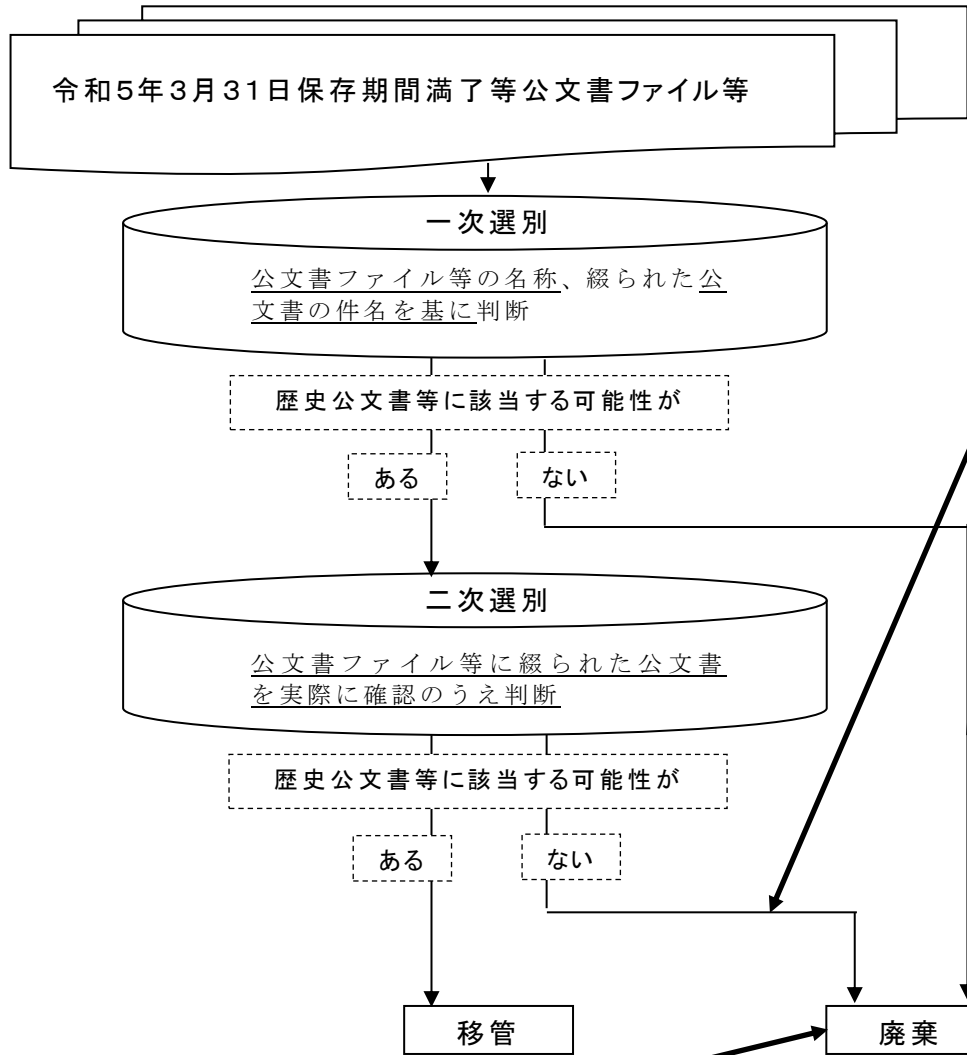 令和5年3月31日保存期間満了等公文書ファイル等
一次選別
公文書ファイル等の名称、綴られた公
文書の件名を基に判断
歴史公文書等に該当する可能性が
ある
ない
二次選別
公文書ファイル等に綴られた公文書
を実際に確認のうえ判断
歴史公文書等に該当する可能性が
ある
ない
移管
廃棄